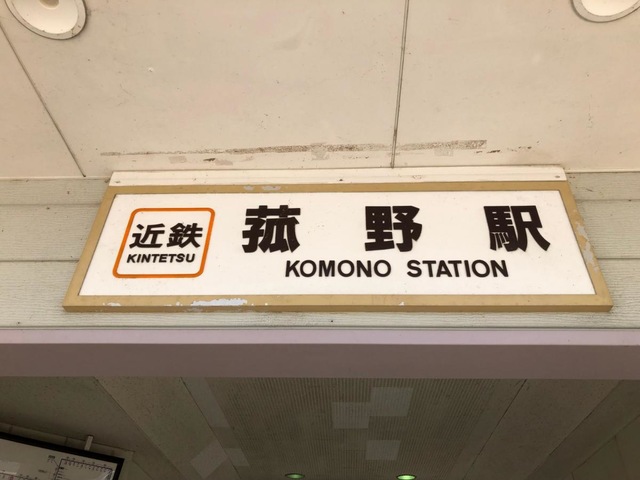 近鉄
KINTETSU
菰野駅
KOMONO STATION